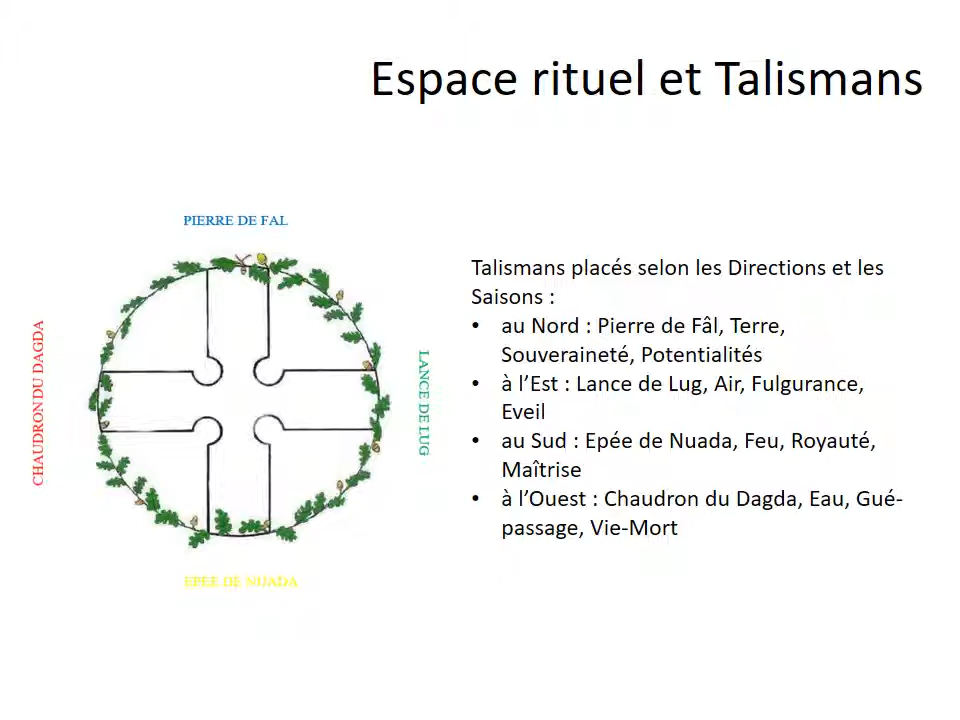 Espace rituel et Talismans
PIERRE DE FAL
CHAUDRON DU DAGDA
LANCE DE LUG
EPEE DE NUADA
Talismans placés selon les Directions et les
Saisons :
• au Nord : Pierre de Fâl, Terre,
Souveraineté, Potentialités
• à l’Est : Lance de Lug, Air, Fulgurance,
Eveil
• au Sud : Epée de Nuada, Feu, Royauté,
Maîtrise
• à l’Ouest : Chaudron du Dagda, Eau, Gué-
passage, Vie-Mort